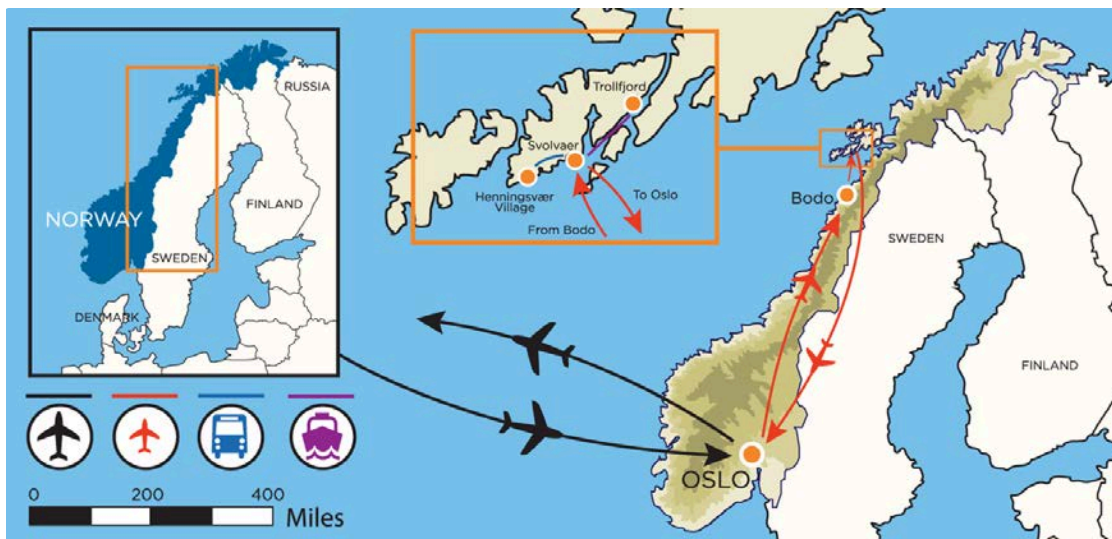 RUSSIA
NORWAY
FINLAND
SWEDEN
DENMARK
Trollfjord
Svolvaer
Henningsvær
Village
To Oslo
From Bodo
Bodo
SWEDEN
FINLAND
OSLO
0 200 400
Miles